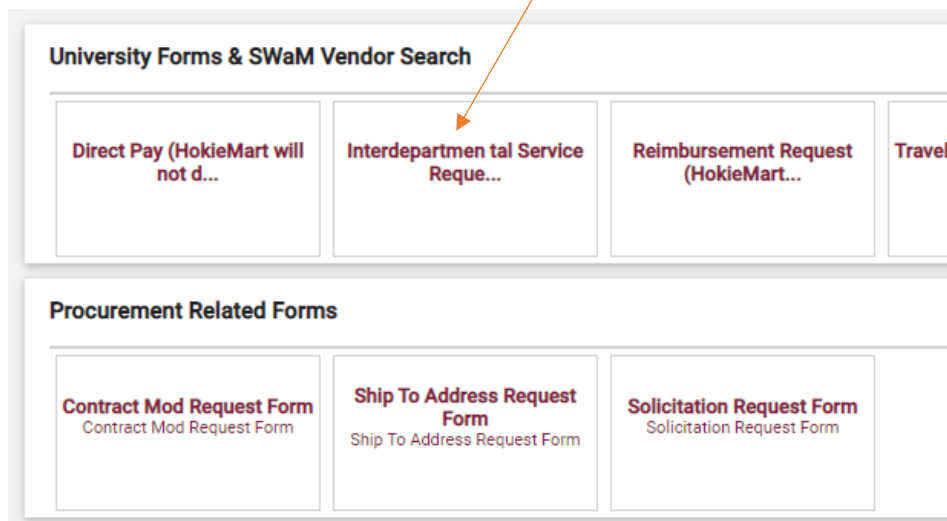 University Forms & SWaM Vendor Search
Direct Pay (HokieMart will
not d...
Interdepartmen tal Service
Reque...
Reimbursement Request
(HokieMart...
Travel
Procurement Related Forms
Contract Mod Request Form
Contract Mod Request Form
Ship To Address Request
Form
Ship To Address Request Form
Solicitation Request Form
Solicitation Request Form